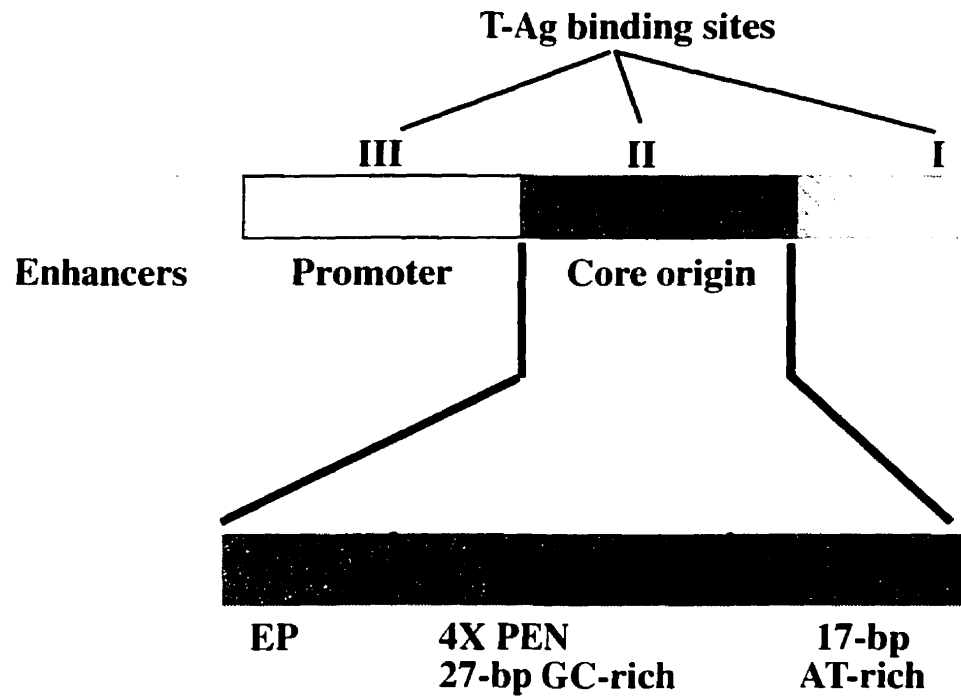 T-Ag binding sites
III II I
Enhancers Promoter Core origin
EP 4X PEN 17-bp
27-bp GC-rich AT-rich